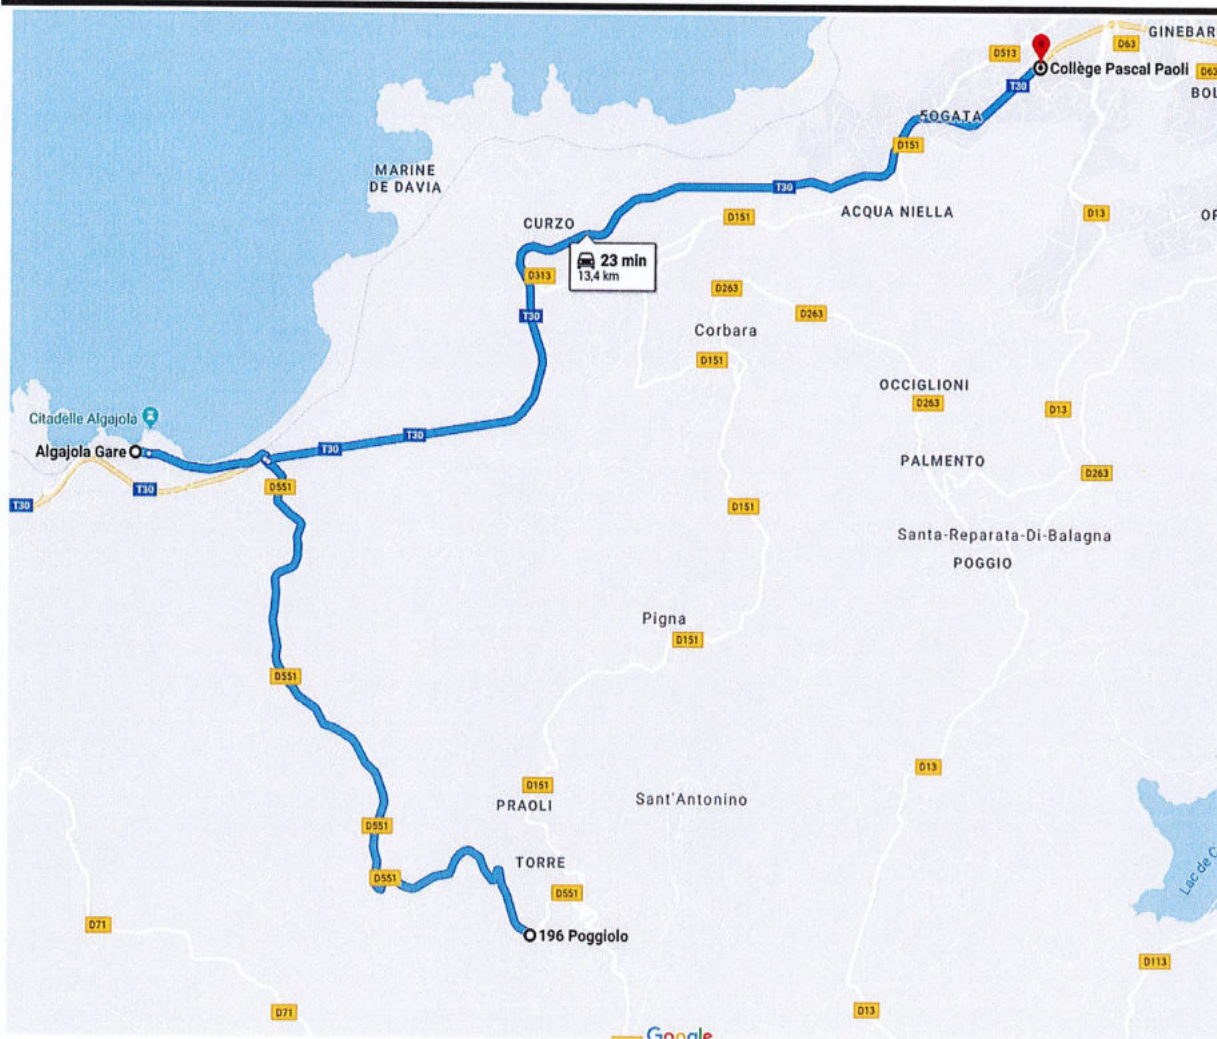 GINEBAR
D63
D513
Collège Pascal Paoli
D63
T30
BOL
FOGATA
D151
MARINE
DE DAVIA
T30
ACQUA NIELLA
D151
D13
CURZO
23 min
13,4 km
D313
D263
D263
T30
Corbara
D151
OCCIGLIONI
D263
D13
Citadelle Algajola
Algajola Gare
T30
T30
PALMENTO
D263
T30
T30
D551
D151
Santa-Reparata-Di-Balagna
POGGIO
Pigna
D151
D551
D13
D151
PRAOLI
Sant'Antonino
D551
TORRE
D551
D551
Lac de C
D71
196 Poggiolo
D113
D71
D13
Google